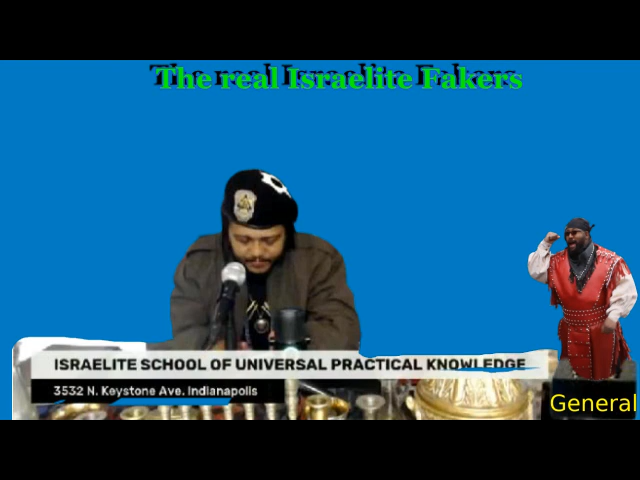 The real Israelite Fakers
ISRAELITE SCHOOL OF UNIVERSAL PRACTICAL KNOWLEDGE
3532 N. Keystone Ave. Indianapolis
General